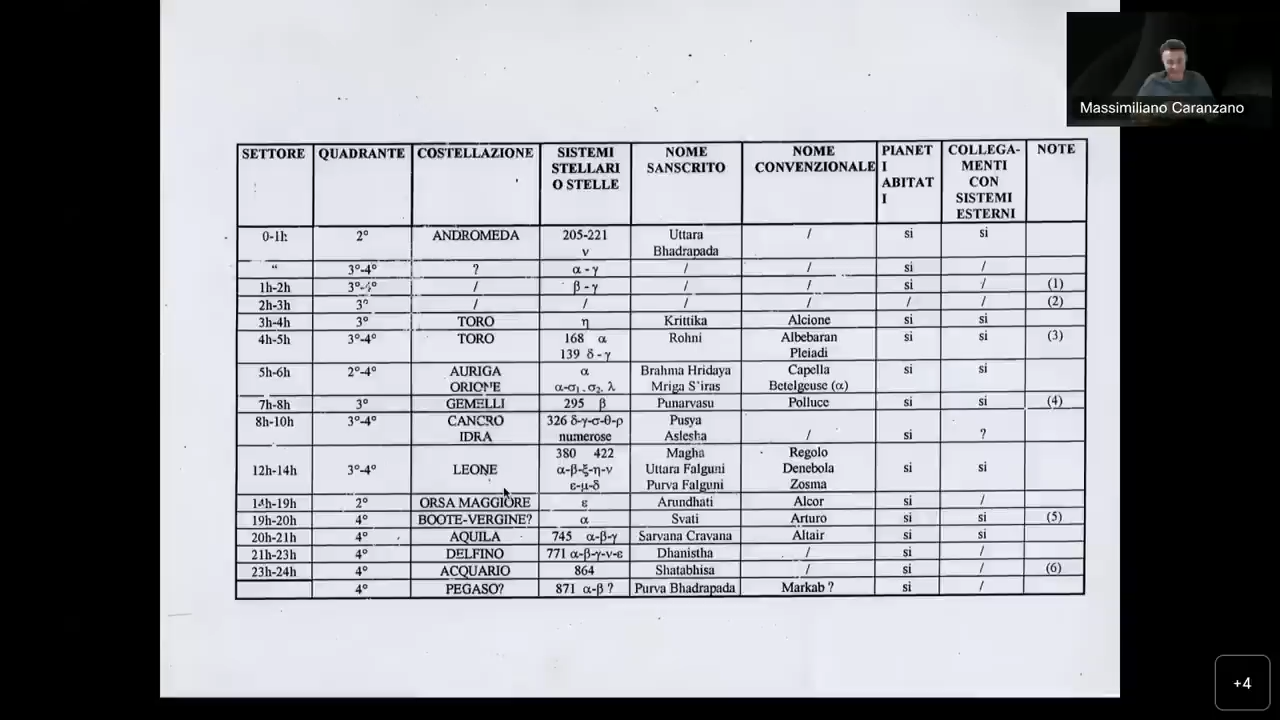 Massimiliano Caranzano
SETTORE QUADRANTE COSTELLAZIONE SISTEMI STELLARI O STELLE NOME SANSCRITO NOME CONVENZIONALE PIANETI ABITATI COLLEGA-MENTI CON SISTEMI ESTERNI NOTE
0-1h 2° ANDROMEDA 205-221 Uttara / si si
ν Bhadrapada
“ 3°-4° ? α - γ / / si /
1h-2h 3°-4° / β - γ / / si / (1)
2h-3h 3° / / / / / / (2)
3h-4h 3° TORO η Krittika Alcione si si
4h-5h 3°-4° TORO 168 α Rohni Albebaran si si (3)
139 δ - γ Pleiadi
5h-6h 2°-4° AURIGA α Brahma Hridaya Capella si si
ORIONE α-σ1, σ2, λ Mriga S'iras Betelgeuse (α)
7h-8h 3° GEMELLI 295 β Punarvasu Polluce si si (4)
8h-10h 3°-4° CANCRO 326 δ-γ-σ-θ-ρ Pusya
IDRA numerose Aslesha / si ?
380 422 Magha Regolo
12h-14h 3°-4° LEONE α-β-ξ-η-ν Uttara Falguni Denebola si si
ε-μ-δ Purva Falguni Zosma
14h-19h 2° ORSA MAGGIORE ε Arundhati Alcor si /
19h-20h 4° BOOTE-VERGINE? α Svati Arturo si si (5)
20h-21h 4° AQUILA 745 α-β-γ Sarvana Cravana Altair si si
21h-23h 4° DELFINO 771 α-β-γ-ν-ε Dhanistha / si /
23h-24h 4° ACQUARIO 864 Shatabhisa / si / (6)
4° PEGASO? 871 α-β ? Purva Bhadrapada Markab ? si /
+4